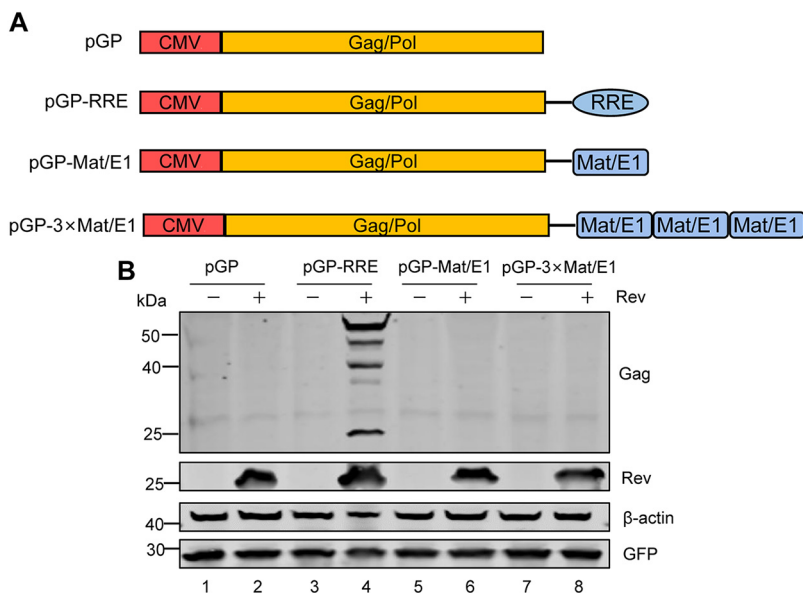 A
pGP CMV Gag/Pol
pGP-RRE CMV Gag/Pol RRE
pGP-Mat/E1 CMV Gag/Pol Mat/E1
pGP-3×Mat/E1 CMV Gag/Pol Mat/E1 Mat/E1 Mat/E1
B
pGP pGP-RRE pGP-Mat/E1 pGP-3×Mat/E1
kDa − + − + − + − + Rev
50
40
Gag
25
25 Rev
40 β-actin
30 GFP
1 2 3 4 5 6 7 8